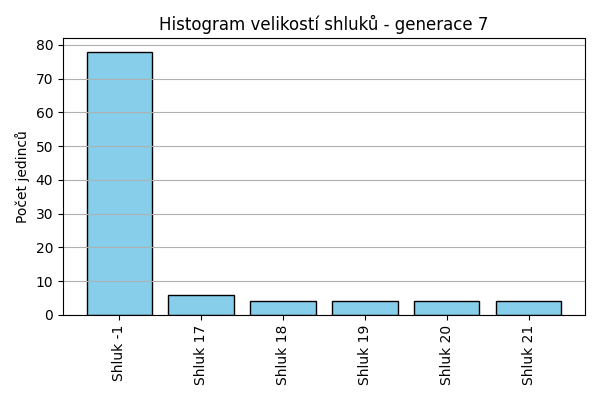 Histogram velikostí shluků - generace 7
Počet jedinců
80
70
60
50
40
30
20
10
0
Shluk -1
Shluk 17
Shluk 18
Shluk 19
Shluk 20
Shluk 21